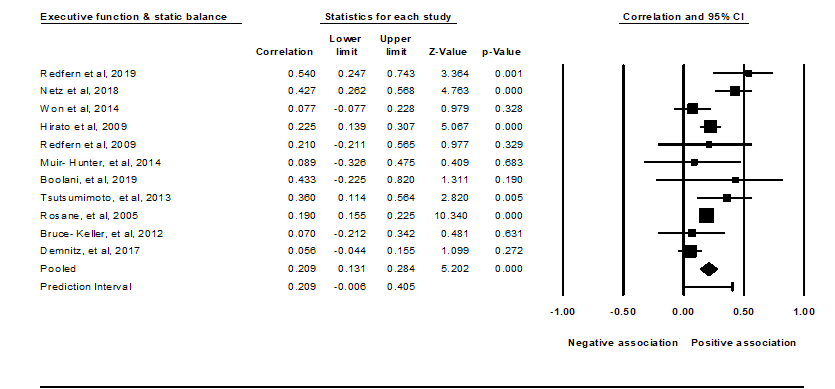 Executive function & static balance Statistics for each study Correlation and 95% CI
Lower Upper
Correlation limit limit Z-Value p-Value
Redfern et al, 2019 0.540 0.247 0.743 3.364 0.001
Netz et al, 2018 0.427 0.262 0.568 4.763 0.000
Won et al, 2014 0.077 -0.077 0.228 0.979 0.328
Hirato et al, 2009 0.225 0.139 0.307 5.067 0.000
Redfern et al, 2009 0.210 -0.211 0.565 0.977 0.329
Muir- Hunter, et al, 2014 0.089 -0.326 0.475 0.409 0.683
Boolani, et al, 2019 0.433 -0.225 0.820 1.311 0.190
Tsutsumimoto, et al, 2013 0.360 0.114 0.564 2.820 0.005
Rosane, et al, 2005 0.190 0.155 0.225 10.340 0.000
Bruce- Keller, et al, 2012 0.070 -0.212 0.342 0.481 0.631
Demnitz, et al, 2017 0.056 -0.044 0.155 1.099 0.272
Pooled 0.209 0.131 0.284 5.202 0.000
Prediction Interval 0.209 -0.006 0.405
-1.00 -0.50 0.00 0.50 1.00
Negative association Positive association